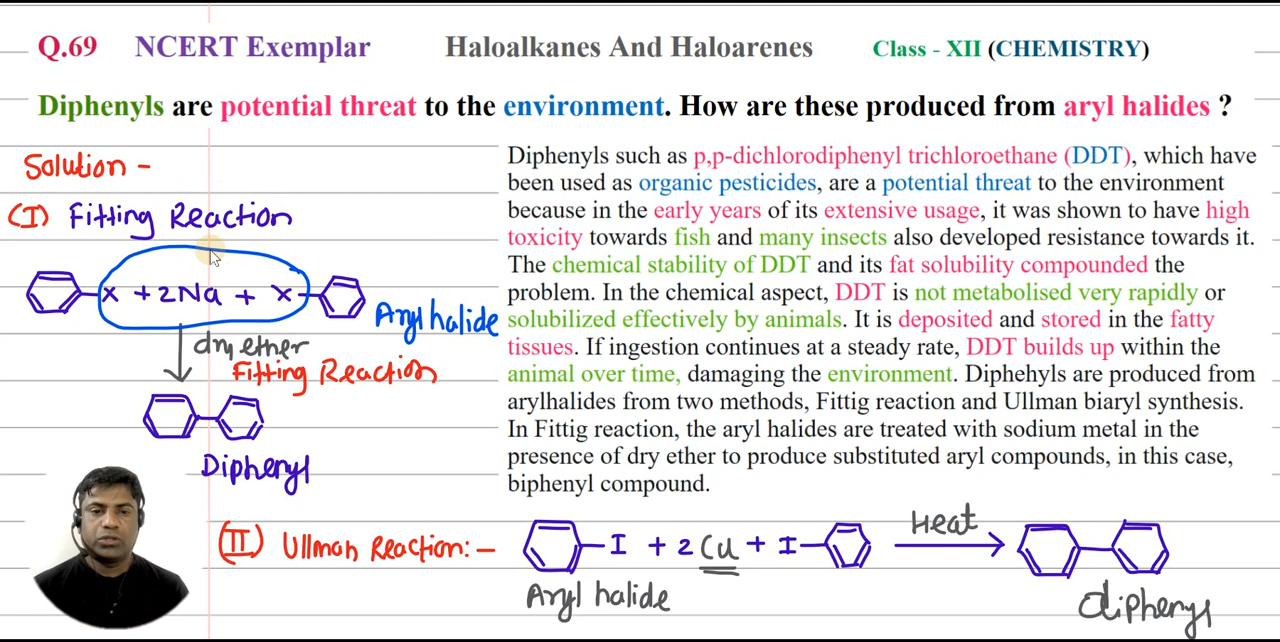 Q.69 NCERT Exemplar Haloalkanes And Haloarenes Class - XII (CHEMISTRY)
Diphenyls are potential threat to the environment. How are these produced from aryl halides ?
Solution -
(I) Fitting Reaction
X + 2Na + X
Aryl halide
dry ether
Fitting Reaction
Diphenyl
Diphenyls such as p,p-dichlorodiphenyl trichloroethane (DDT), which have
been used as organic pesticides, are a potential threat to the environment
because in the early years of its extensive usage, it was shown to have high
toxicity towards fish and many insects also developed resistance towards it.
The chemical stability of DDT and its fat solubility compounded the
problem. In the chemical aspect, DDT is not metabolised very rapidly or
solubilized effectively by animals. It is deposited and stored in the fatty
tissues. If ingestion continues at a steady rate, DDT builds up within the
animal over time, damaging the environment. Diphehyls are produced from
arylhalides from two methods, Fittig reaction and Ullman biaryl synthesis.
In Fittig reaction, the aryl halides are treated with sodium metal in the
presence of dry ether to produce substituted aryl compounds, in this case,
biphenyl compound.
(II) Ullman Reaction:- I + 2 Cu + I Heat
Aryl halide
diphenyl